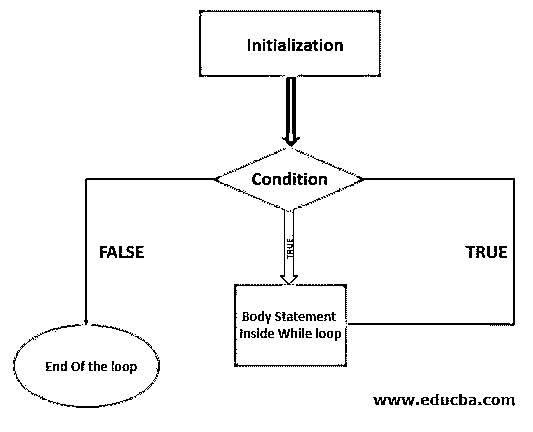 Initialization
Condition
FALSE
TRUE
TRUE
Body Statement
Inside While loop
End Of the loop
www.educba.com